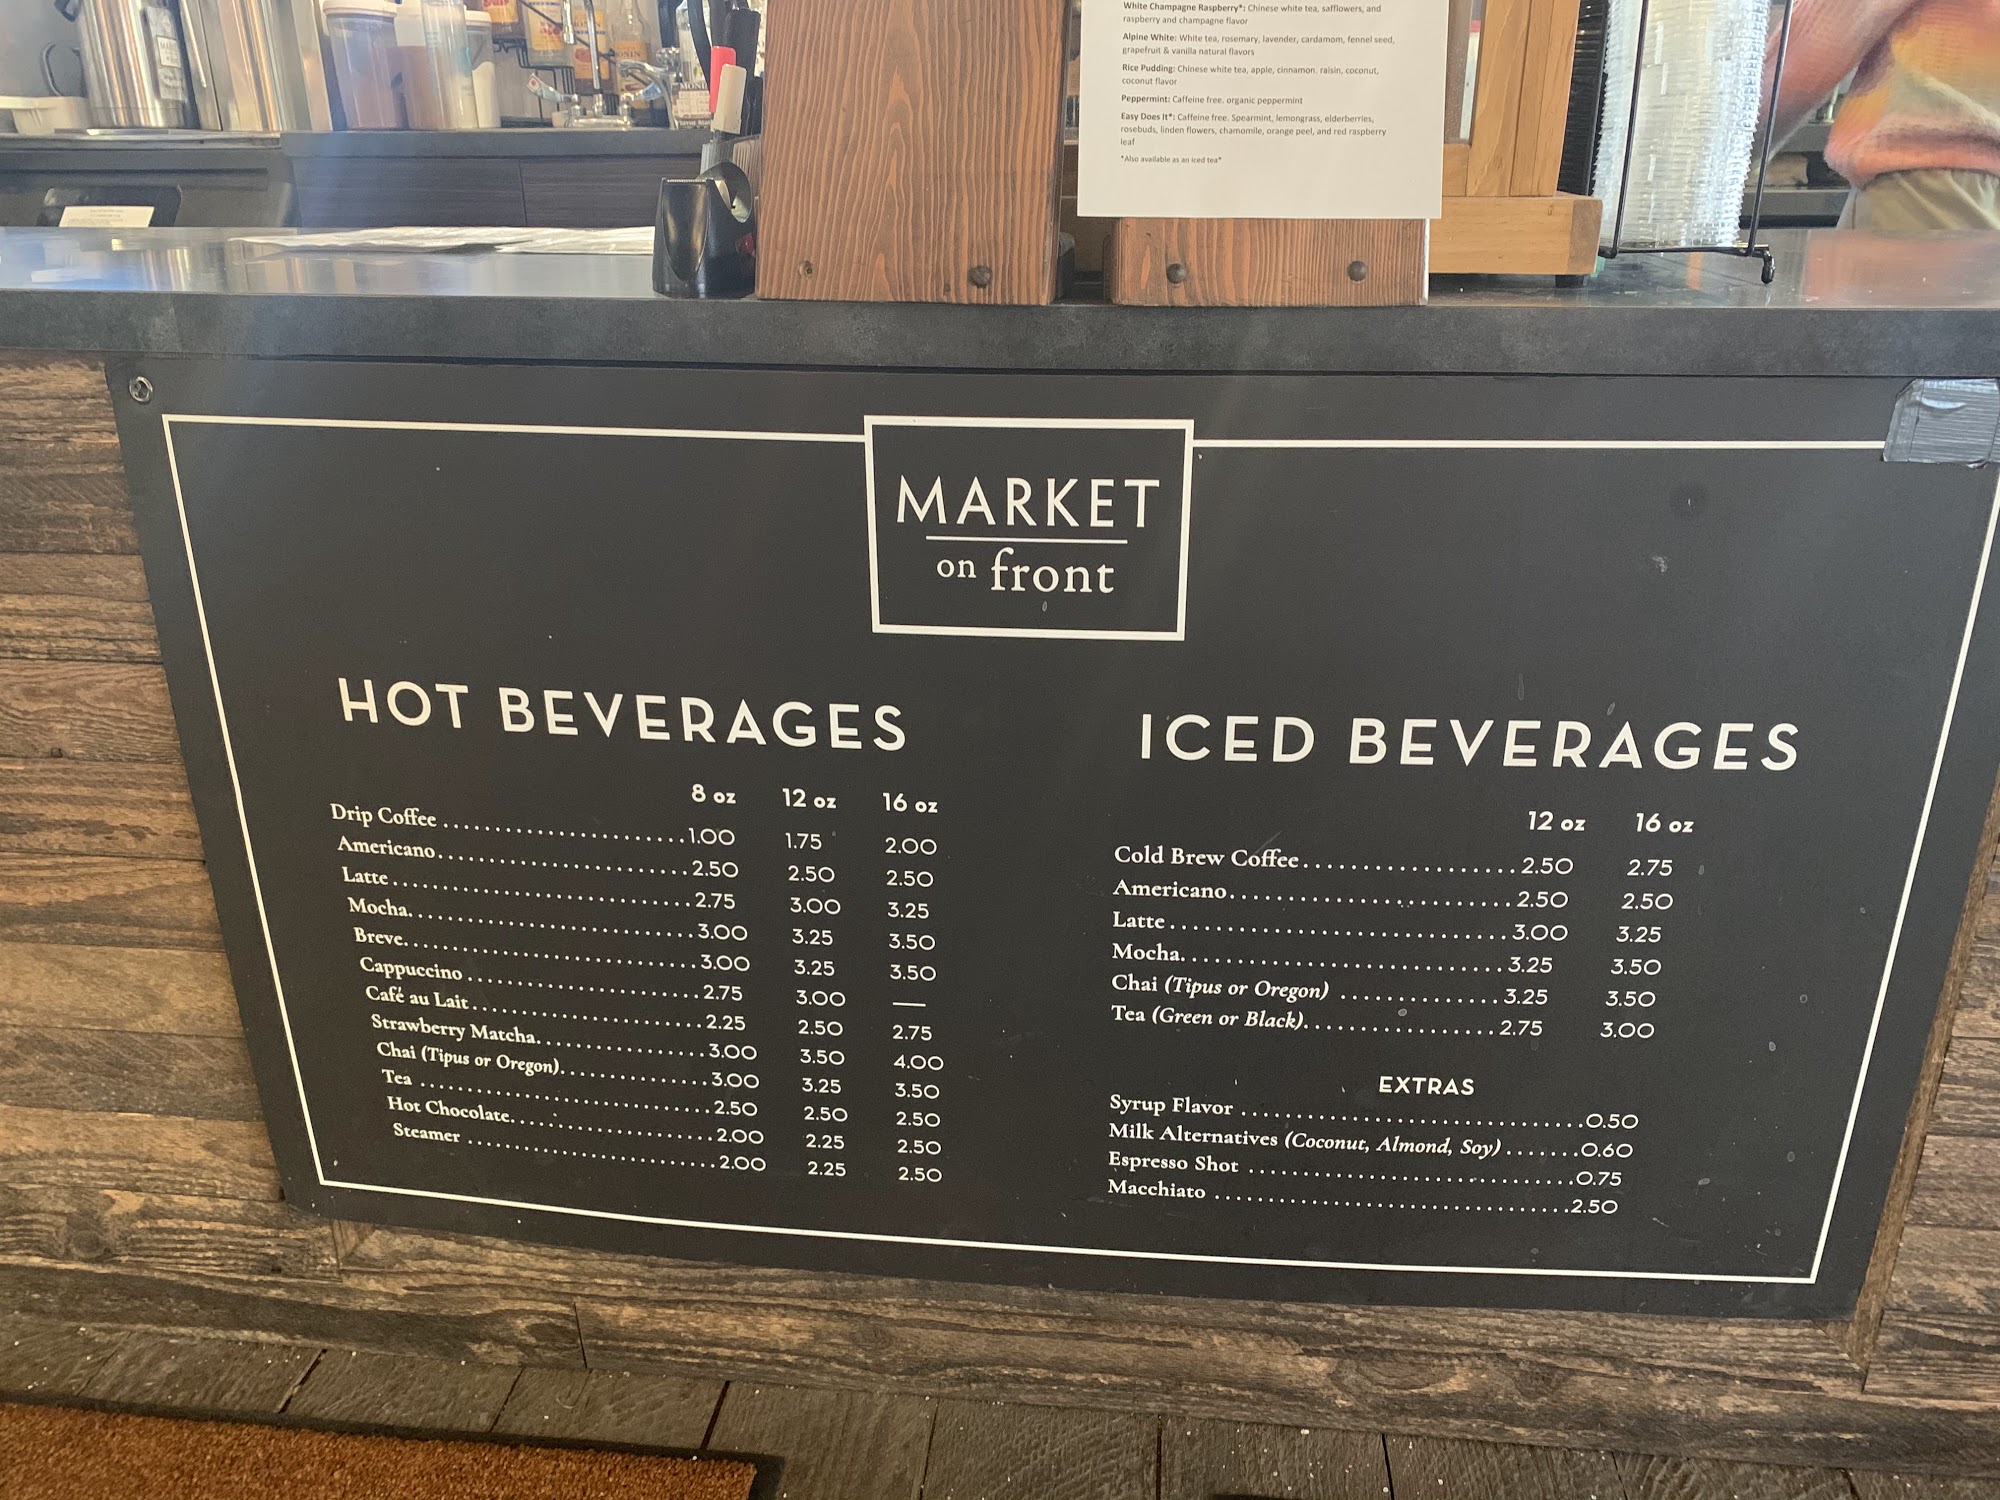 White Champagne Raspberry*: Chinese white tea, safflowers, and
raspberry and champagne flavor
Alpine White: White tea, rosemary, lavender, cardamom, fennel seed,
grapefruit & vanilla natural flavors
Rice Pudding: Chinese white tea, apple, cinnamon. raisin, coconut,
coconut flavor
Peppermint: Caffeine free. organic peppermint
Easy Does It*: Caffeine free. Spearmint, lemongrass, elderberries,
rosebuds, linden flowers, chamomile, orange peel, and red raspberry
leaf
*Also available as an iced tea*
MARKET
on front
HOT BEVERAGES
8 oz 12 oz 16 oz
Drip Coffee 1.00 1.75 2.00
Americano 2.50 2.50 2.50
Latte 2.75 3.00 3.25
Mocha 3.00 3.25 3.50
Breve 3.00 3.25 3.50
Cappuccino 2.75 3.00 —
Café au Lait 2.25 2.50 2.75
Strawberry Matcha 3.00 3.50 4.00
Chai (Tipus or Oregon) 3.00 3.25 3.50
Tea 2.50 2.50 2.50
Hot Chocolate 2.00 2.25 2.50
Steamer 2.00 2.25 2.50
ICED BEVERAGES
12 oz 16 oz
Cold Brew Coffee 2.50 2.75
Americano 2.50 2.50
Latte 3.00 3.25
Mocha 3.25 3.50
Chai (Tipus or Oregon) 3.25 3.50
Tea (Green or Black) 2.75 3.00
EXTRAS
Syrup Flavor 0.50
Milk Alternatives (Coconut, Almond, Soy) 0.60
Espresso Shot 0.75
Macchiato 2.50